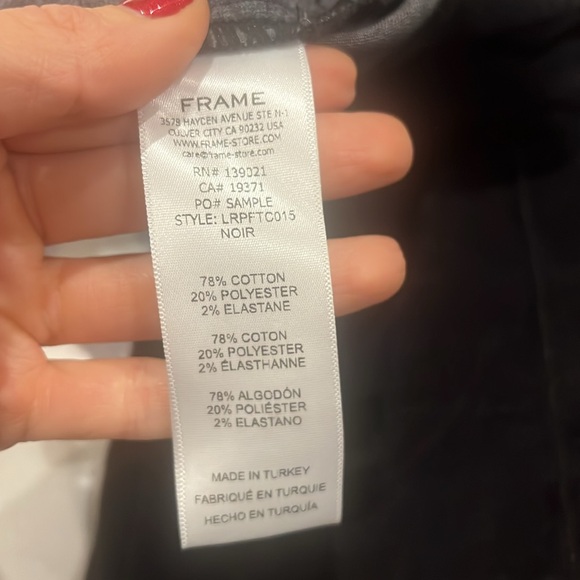 FRAME
3578 HAYDEN AVENUE STE N-1
CULVER CITY CA 90232 USA
WWW.FRAME-STORE.COM
care@frame-store.com
RN# 139021
CA# 19371
PO# SAMPLE
STYLE: LRPFTC015
NOIR
78% COTTON
20% POLYESTER
2% ELASTANE
78% COTON
20% POLYESTER
2% ÉLASTHANNE
78% ALGODÓN
20% POLIÉSTER
2% ELASTANO
MADE IN TURKEY
FABRIQUÉ EN TURQUIE
HECHO EN TURQUÍA